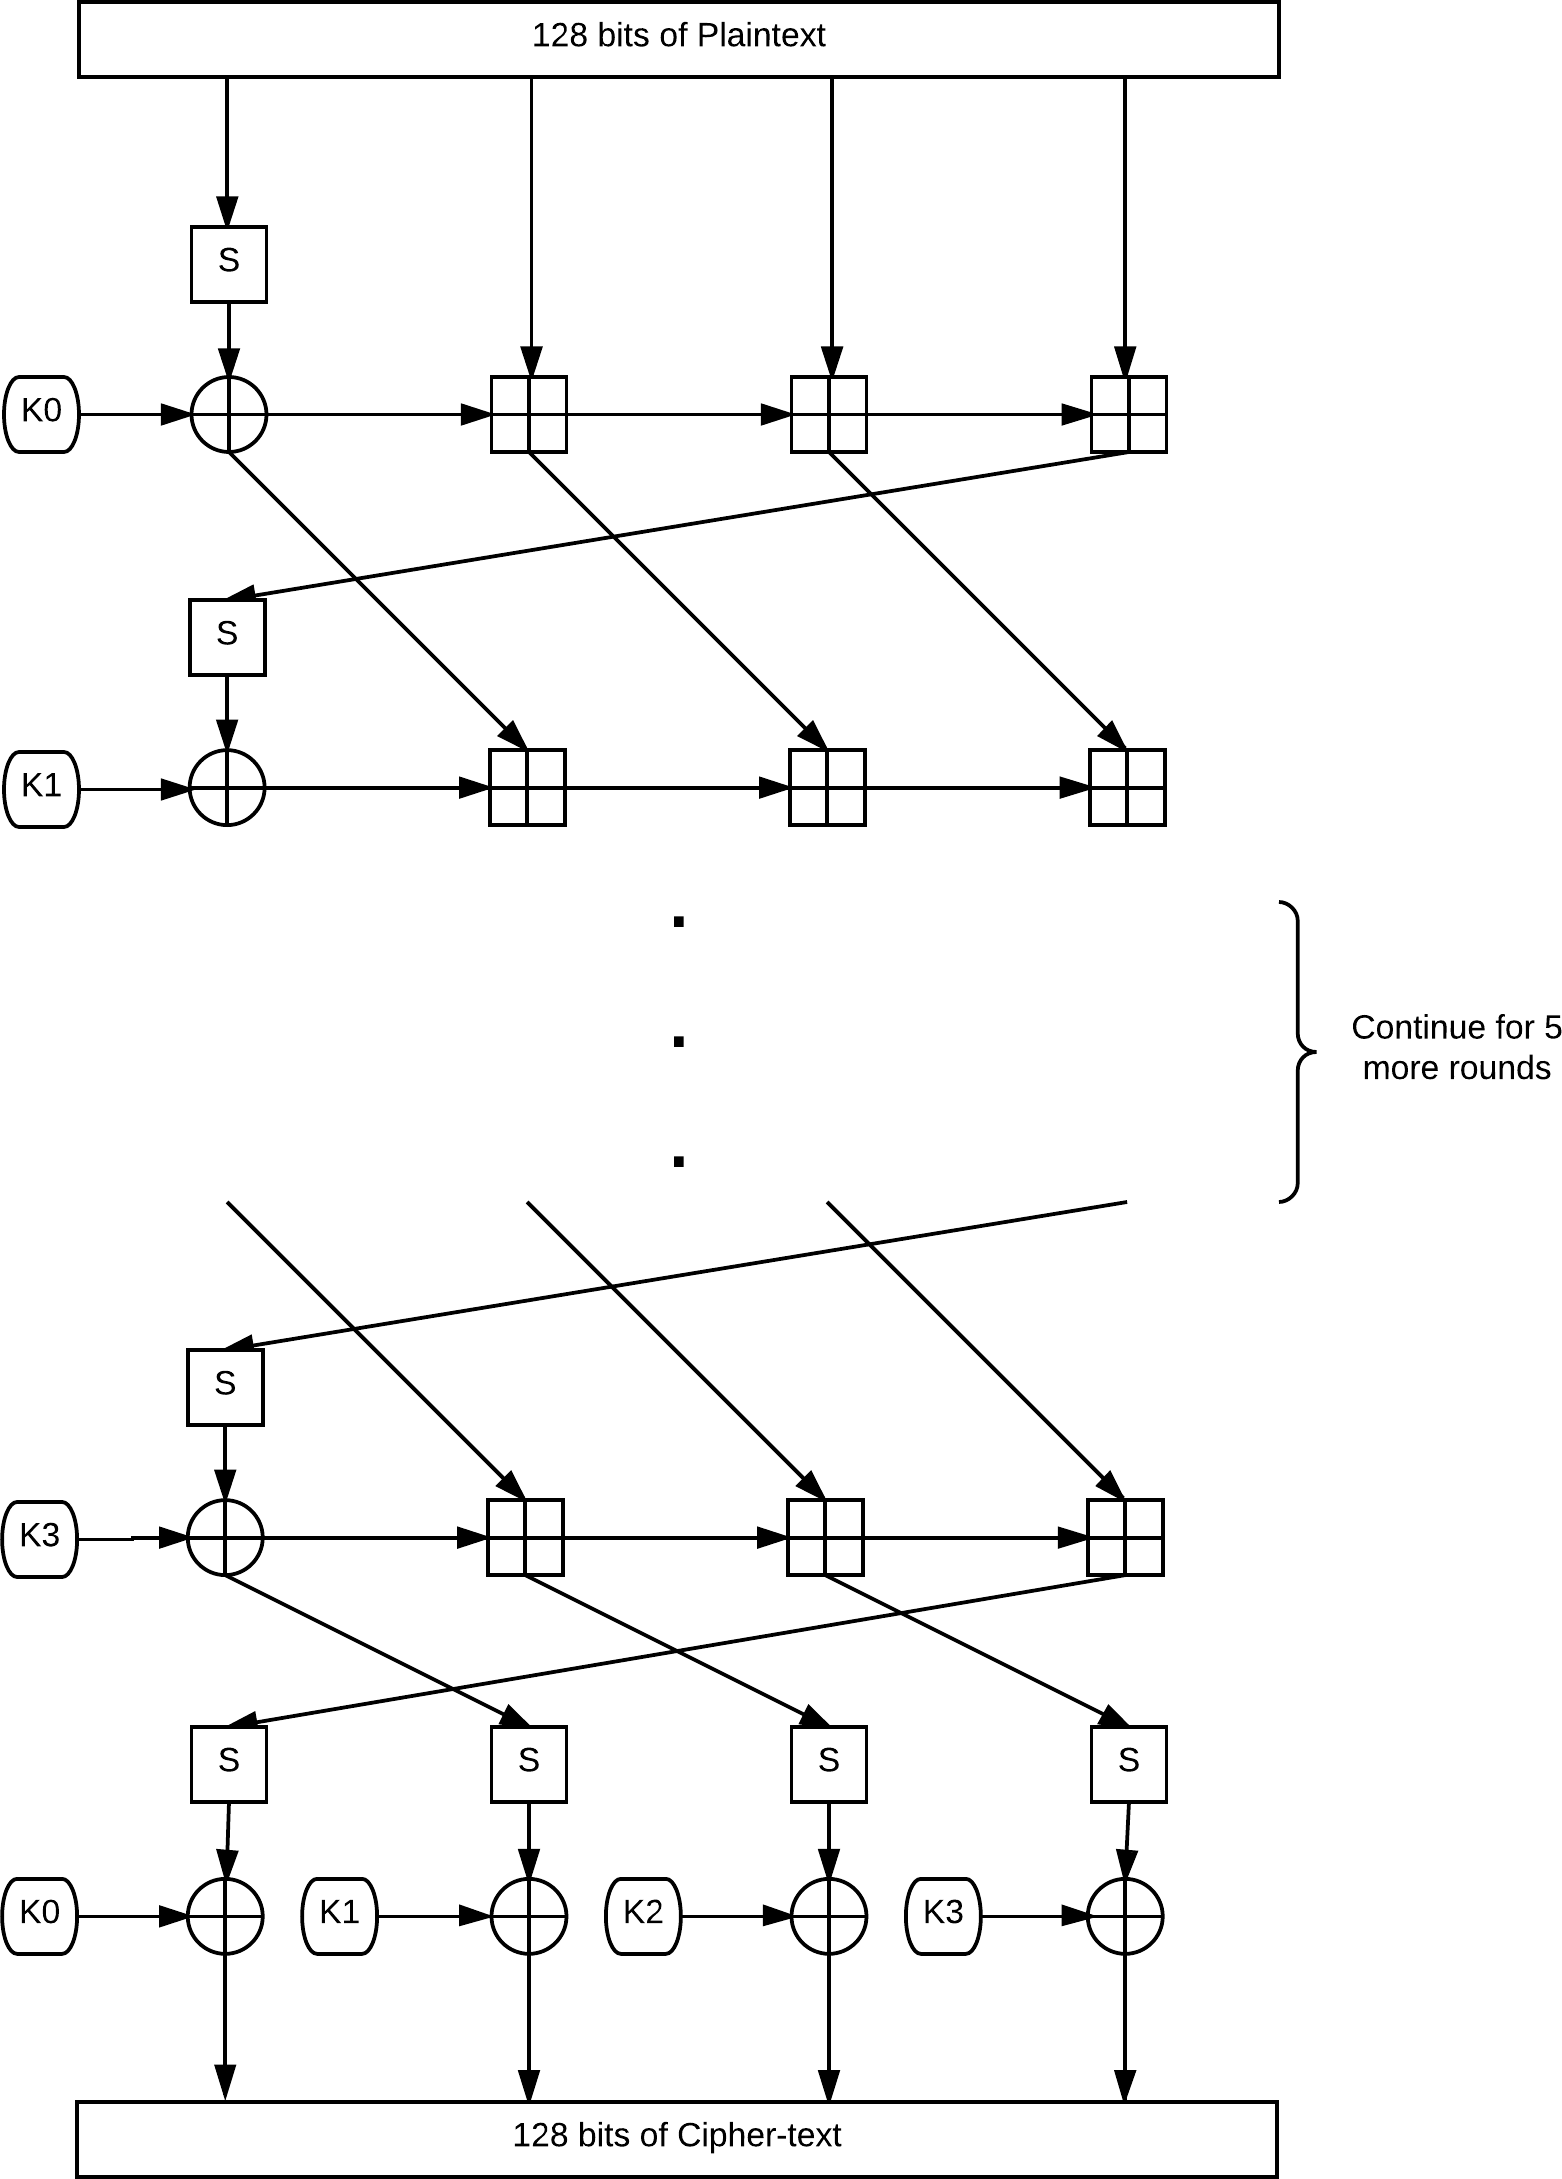 128 bits of Plaintext
S
K0
S
K1
.
.
.
Continue for 5
more rounds
S
K3
S S S S
K0 K1 K2 K3
128 bits of Cipher-text